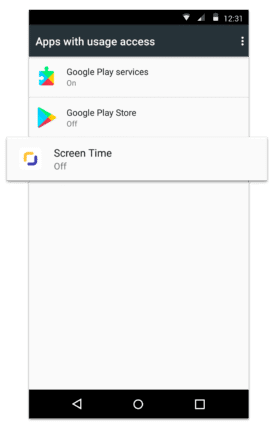 12:31
Apps with usage access
Google Play services
On
Google Play Store
Off
Screen Time
Off